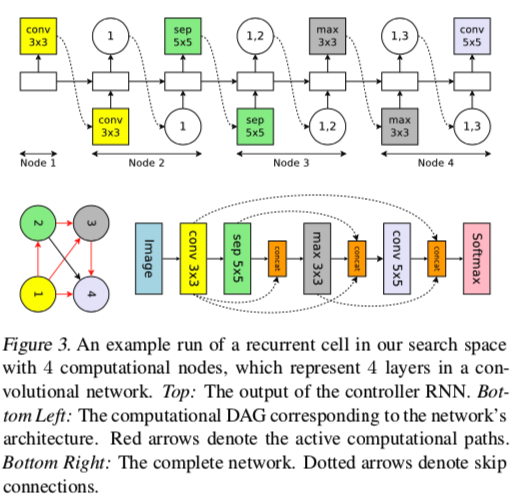 conv
3x3
1
sep
5x5
1,2
max
3x3
1,3
conv
5x5
conv
3x3
1
sep
5x5
1,2
max
3x3
1,3
Node 1
Node 2
Node 3
Node 4
2
3
1
4
Image
conv 3x3
sep 5x5
concat
max 3x3
concat
conv 5x5
concat
Softmax
Figure 3. An example run of a recurrent cell in our search space
with 4 computational nodes, which represent 4 layers in a con-
volutional network. Top: The output of the controller RNN. Bot-
tom Left: The computational DAG corresponding to the network's
architecture. Red arrows denote the active computational paths.
Bottom Right: The complete network. Dotted arrows denote skip
connections.